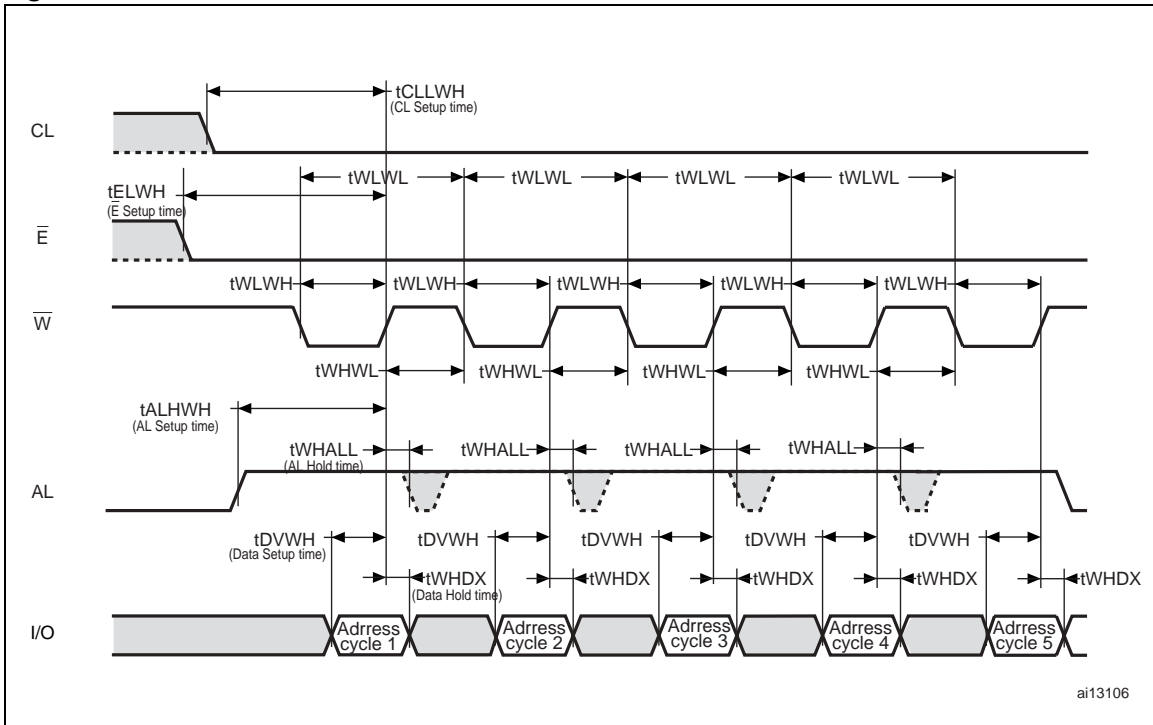 tCLLWH
(CL Setup time)
CL
tWLWL tWLWL tWLWL tWLWL
tELWH
(E Setup time)
E
tWLWH tWLWH tWLWH tWLWH tWLWH
W
tWHWL tWHWL tWHWL tWHWL
tALHWH
(AL Setup time)
tWHALL tWHALL tWHALL tWHALL
(AL Hold time)
AL
tDVWH tDVWH tDVWH tDVWH tDVWH
(Data Setup time)
tWHDX tWHDX tWHDX tWHDX tWHDX
(Data Hold time)
I/O
Adrress cycle 1
Adrress cycle 2
Adrress cycle 3
Adrress cycle 4
Adrress cycle 5
ai13106